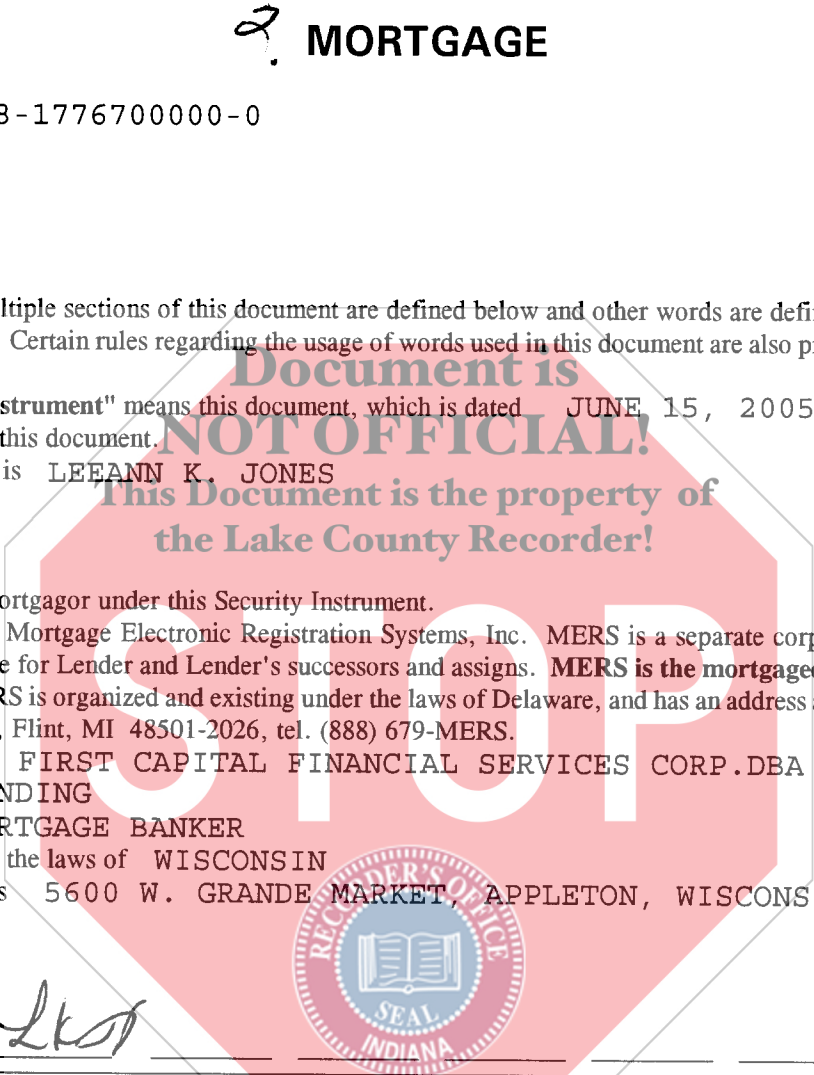 2. MORTGAGE
8-1776700000-0
ltiple sections of this document are defined below and other words are defi
Certain rules regarding the usage of words used in this document are also p
Document is
strument" means this document, which is dated JUNE 15, 2005
this document.
NOT OFFICIAL!
is LEEANN K. JONES
This Document is the property of
the Lake County Recorder!
ortgagor under this Security Instrument.
Mortgage Electronic Registration Systems, Inc. MERS is a separate corp
e for Lender and Lender's successors and assigns. MERS is the mortgagee
RS is organized and existing under the laws of Delaware, and has an address
, Flint, MI 48501-2026, tel. (888) 679-MERS.
STOP
FIRST CAPITAL FINANCIAL SERVICES CORP.DBA
NDING
RTGAGE BANKER
the laws of WISCONSIN
s 5600 W. GRANDE MARKET, APPLETON, WISCONS
RECORDER'S OFFICE
SEAL
INDIANA
LKJ